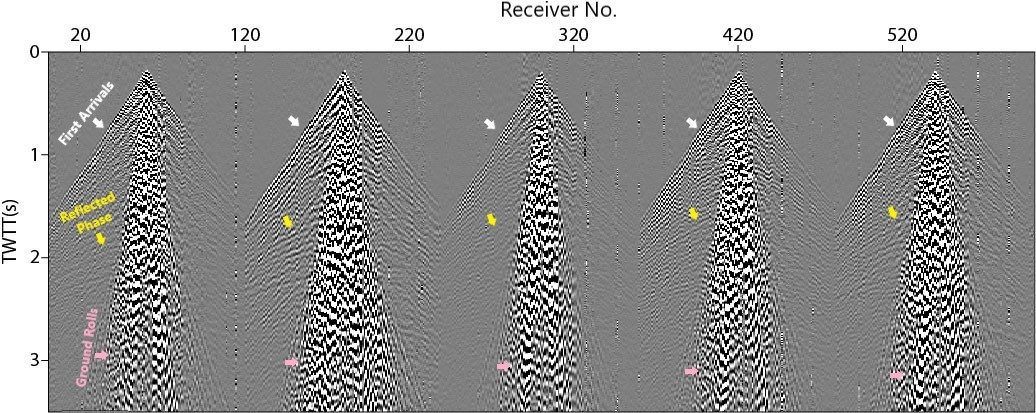 Receiver No.
20 120 220 320 420 520
TWTT(s)
0
1
2
3
First Arrivals
Reflected
Phase
Ground Rolls